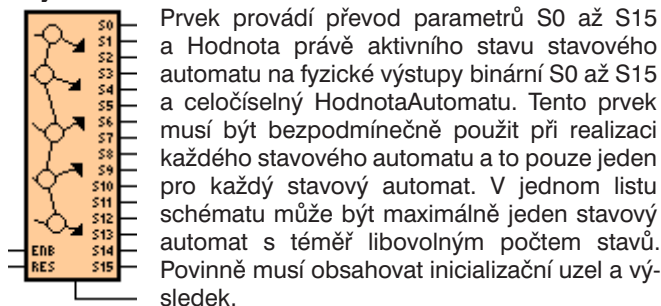 S0
S1
S2
S3
S4
S5
S6
S7
S8
S9
S10
S11
S12
S13
ENB S14
RES S15
Prvek provádí převod parametrů S0 až S15
a Hodnota právě aktivního stavu stavového
automatu na fyzické výstupy binární S0 až S15
a celočíselný HodnotaAutomatu. Tento prvek
musí být bezpodmínečně použit při realizaci
každého stavového automatu a to pouze jeden
pro každý stavový automat. V jednom listu
schématu může být maximálně jeden stavový
automat s téměř libovolným počtem stavů.
Povinně musí obsahovat inicializační uzel a vý-
sledek.